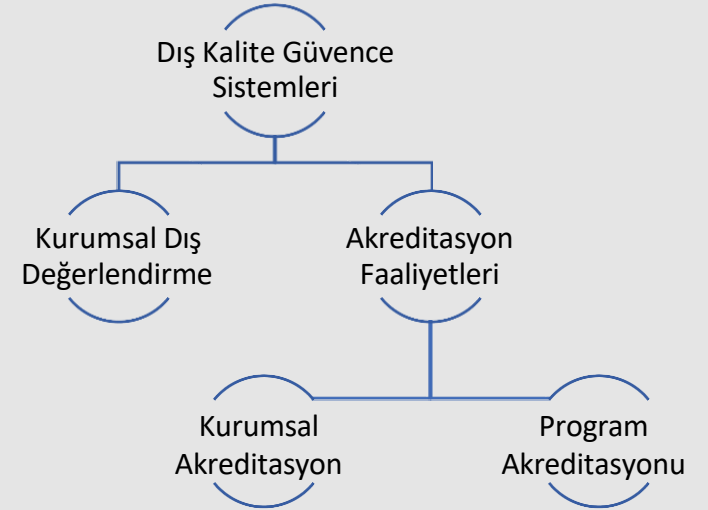 Dış Kalite Güvence
Sistemleri
Kurumsal Dış
Değerlendirme
Akreditasyon
Faaliyetleri
Kurumsal
Akreditasyon
Program
Akreditasyonu